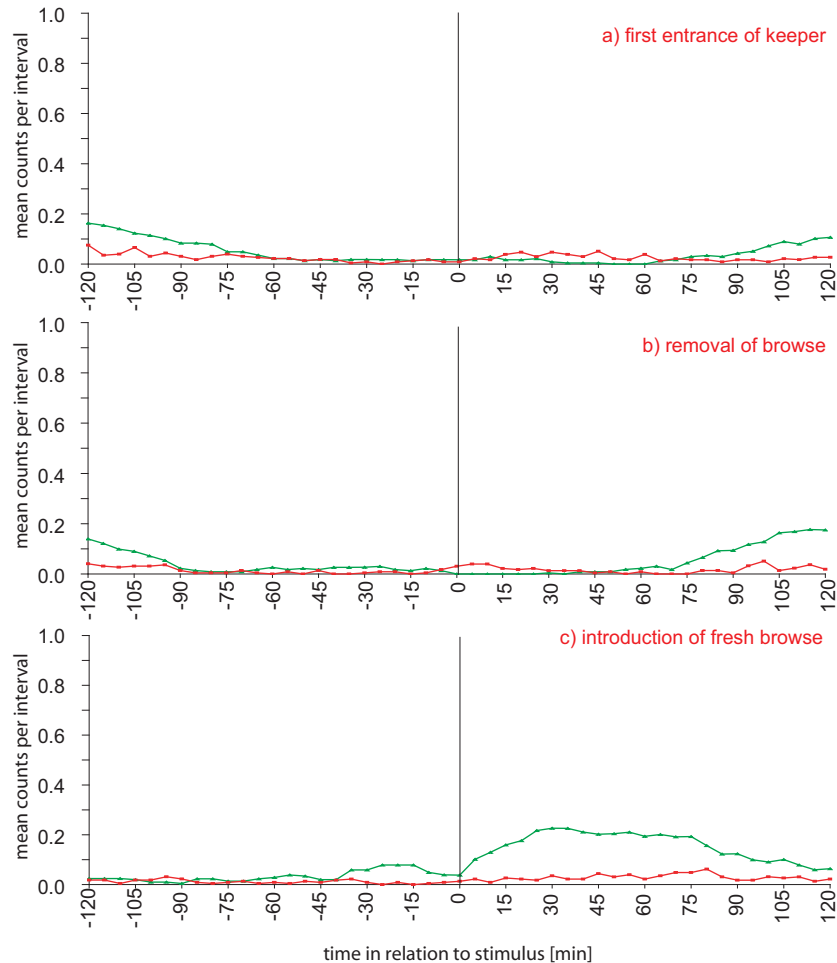 a) first entrance of keeper
mean counts per interval
1.0
0.8
0.6
0.4
0.2
0.0
-120 -105 -90 -75 -60 -45 -30 -15 0 15 30 45 60 75 90 105 120
b) removal of browse
mean counts per interval
1.0
0.8
0.6
0.4
0.2
0.0
-120 -105 -90 -75 -60 -45 -30 -15 0 15 30 45 60 75 90 105 120
c) introduction of fresh browse
mean counts per interval
1.0
0.8
0.6
0.4
0.2
0.0
-120 -105 -90 -75 -60 -45 -30 -15 0 15 30 45 60 75 90 105 120
time in relation to stimulus [min]